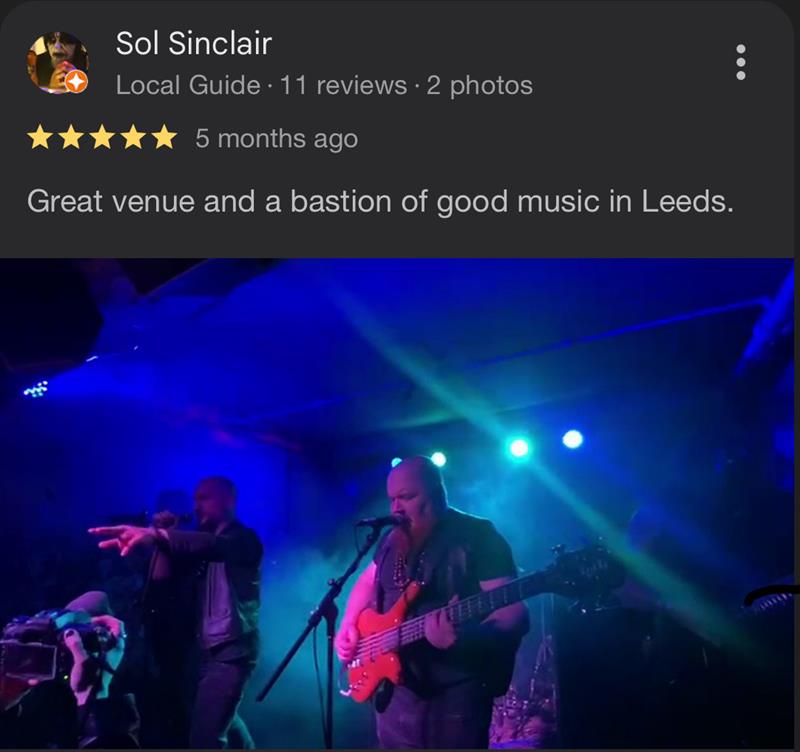 Sol Sinclair
Local Guide · 11 reviews · 2 photos
5 months ago
Great venue and a bastion of good music in Leeds.